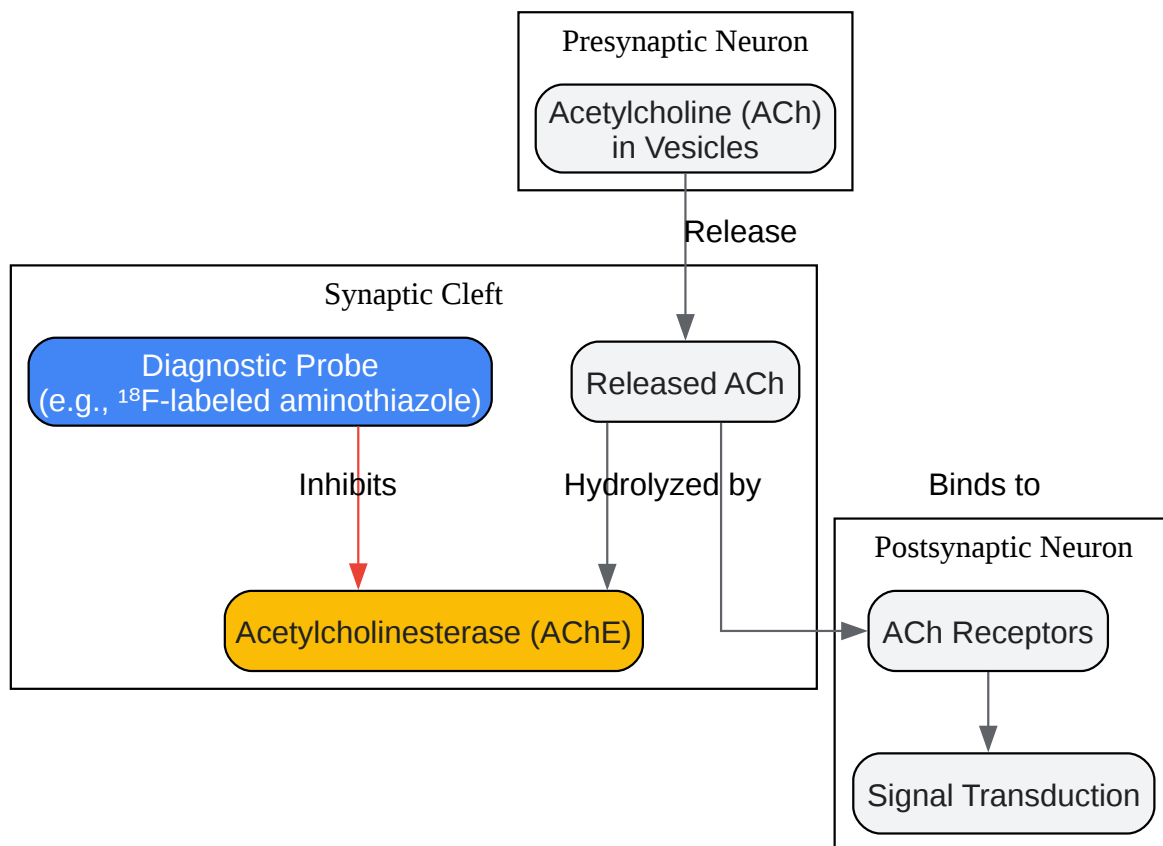 Presynaptic Neuron
Acetylcholine (ACh)
in Vesicles
Release
Synaptic Cleft
Diagnostic Probe
(e.g., ¹⁸F-labeled aminothiazole)
Released ACh
Inhibits
Hydrolyzed by
Binds to
Postsynaptic Neuron
Acetylcholinesterase (AChE)
ACh Receptors
Signal Transduction